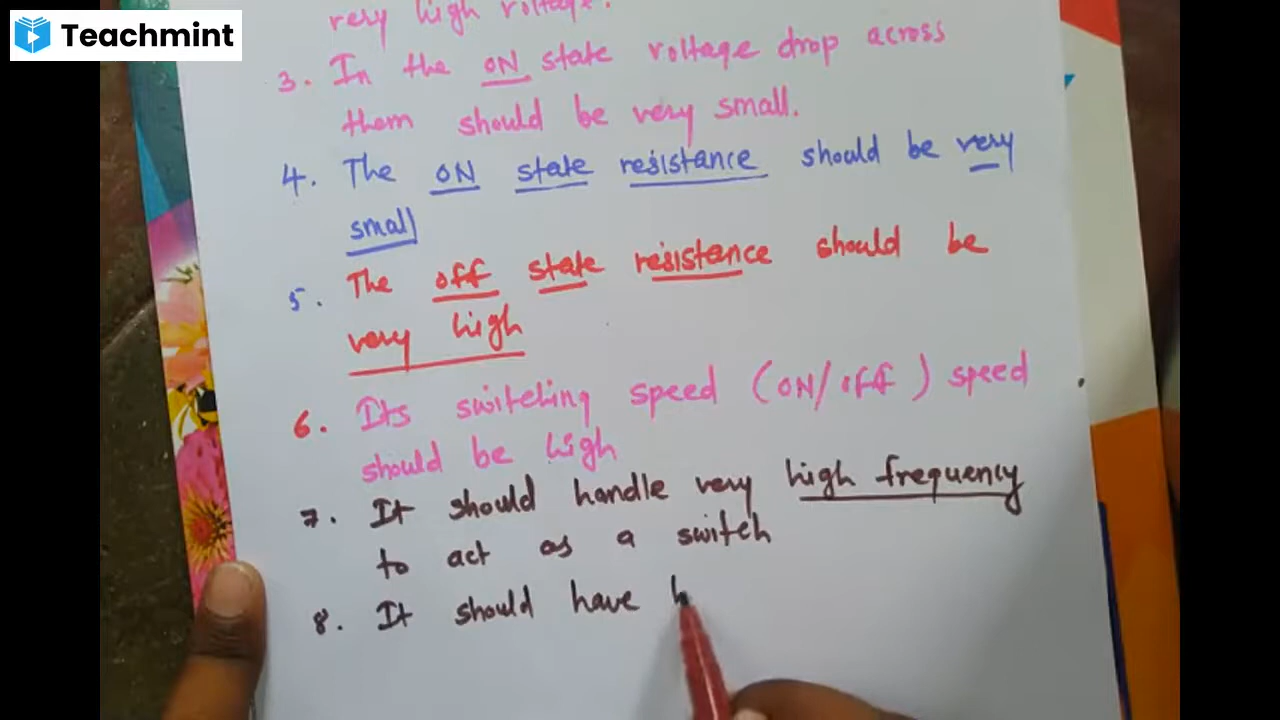 Teachmint
very high voltage.
3. In the ON state voltage drop across
them should be very small.
4. The ON state resistance should be very
small
5. The off state resistance should be
very high
6. Its switching speed (ON/off) speed
should be high
7. It should handle very high frequency
to act as a switch
8. It should have h